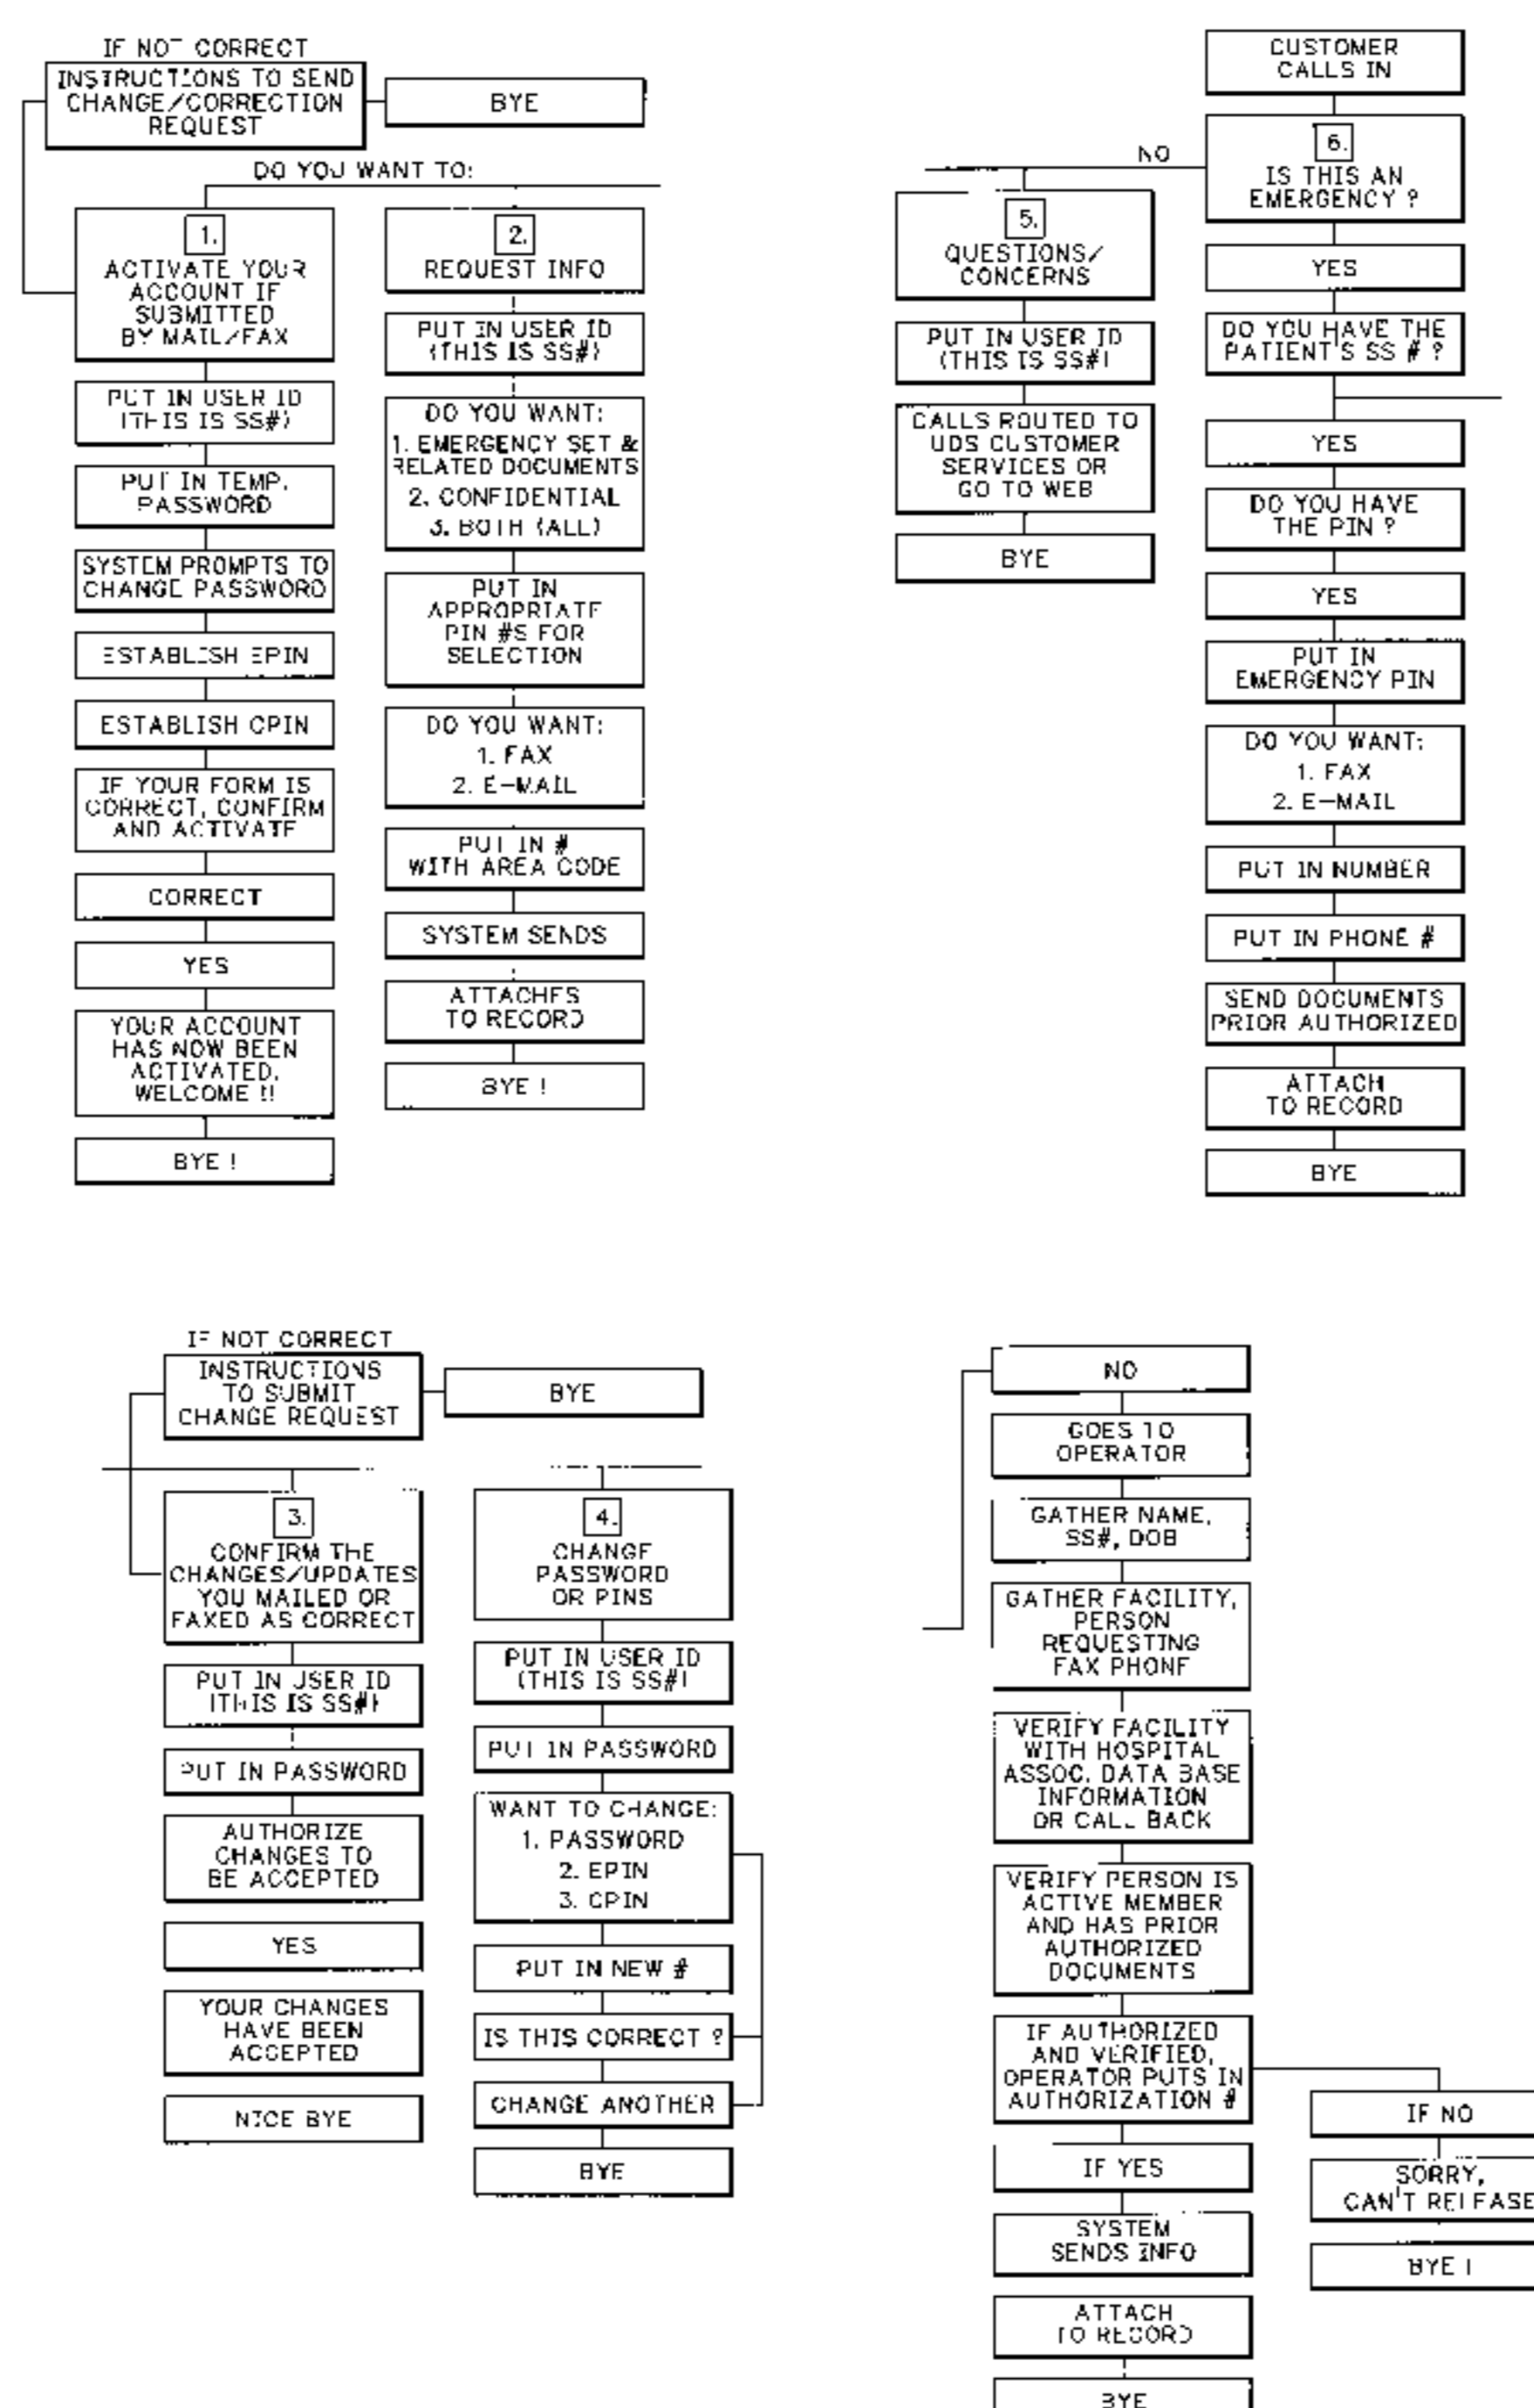 IF NOT CORRECT
INSTRUCTIONS TO SEND
CHANGE/CORRECTION
REQUEST
BYE
DO YOU WANT TO:
1.
ACTIVATE YOUR
ACCOUNT IF
SUBMITTED
BY MAIL/FAX
PUT IN USER ID
(THIS IS SS#)
PUT IN TEMP.
PASSWORD
SYSTEM PROMPTS TO
CHANGE PASSWORD
ESTABLISH EPIN
ESTABLISH CPIN
IF YOUR FORM IS
CORRECT, CONFIRM
AND ACTIVATE
CORRECT
YES
YOUR ACCOUNT
HAS NOW BEEN
ACTIVATED.
WELCOME !!
BYE !
2.
REQUEST INFO
PUT IN USER ID
(THIS IS SS#)
DO YOU WANT:
1. EMERGENCY SET &
RELATED DOCUMENTS
2. CONFIDENTIAL
3. BOTH (ALL)
PUT IN
APPROPRIATE
PIN #S FOR
SELECTION
DO YOU WANT:
1. FAX
2. E-MAIL
PUT IN #
WITH AREA CODE
SYSTEM SENDS
ATTACHES
TO RECORD
BYE !
CUSTOMER
CALLS IN
6.
IS THIS AN
EMERGENCY ?
NO
5.
QUESTIONS/
CONCERNS
PUT IN USER ID
(THIS IS SS#)
CALLS ROUTED TO
UDS CUSTOMER
SERVICES OR
GO TO WEB
BYE
YES
DO YOU HAVE THE
PATIENT'S SS # ?
YES
DO YOU HAVE
THE PIN ?
YES
PUT IN
EMERGENCY PIN
DO YOU WANT:
1. FAX
2. E-MAIL
PUT IN NUMBER
PUT IN PHONE #
SEND DOCUMENTS
PRIOR AUTHORIZED
ATTACH
TO RECORD
BYE
IF NOT CORRECT
INSTRUCTIONS
TO SUBMIT
CHANGE REQUEST
BYE
3.
CONFIRM THE
CHANGES/UPDATES
YOU MAILED OR
FAXED AS CORRECT
PUT IN USER ID
(THIS IS SS#)
PUT IN PASSWORD
AUTHORIZE
CHANGES TO
BE ACCEPTED
YES
YOUR CHANGES
HAVE BEEN
ACCEPTED
NICE BYE
4.
CHANGE
PASSWORD
OR PINS
PUT IN USER ID
(THIS IS SS#)
PUT IN PASSWORD
WANT TO CHANGE:
1. PASSWORD
2. EPIN
3. CPIN
PUT IN NEW #
IS THIS CORRECT ?
CHANGE ANOTHER
BYE
NO
GOES TO
OPERATOR
GATHER NAME,
SS#, DOB
GATHER FACILITY,
PERSON
REQUESTING
FAX PHONE
VERIFY FACILITY
WITH HOSPITAL
ASSOC. DATA BASE
INFORMATION
OR CALL BACK
VERIFY PERSON IS
ACTIVE MEMBER
AND HAS PRIOR
AUTHORIZED
DOCUMENTS
IF AUTHORIZED
AND VERIFIED,
OPERATOR PUTS IN
AUTHORIZATION #
IF YES
SYSTEM
SENDS INFO
ATTACH
TO RECORD
BYE
IF NO
SORRY,
CAN'T RELEASE
BYE !